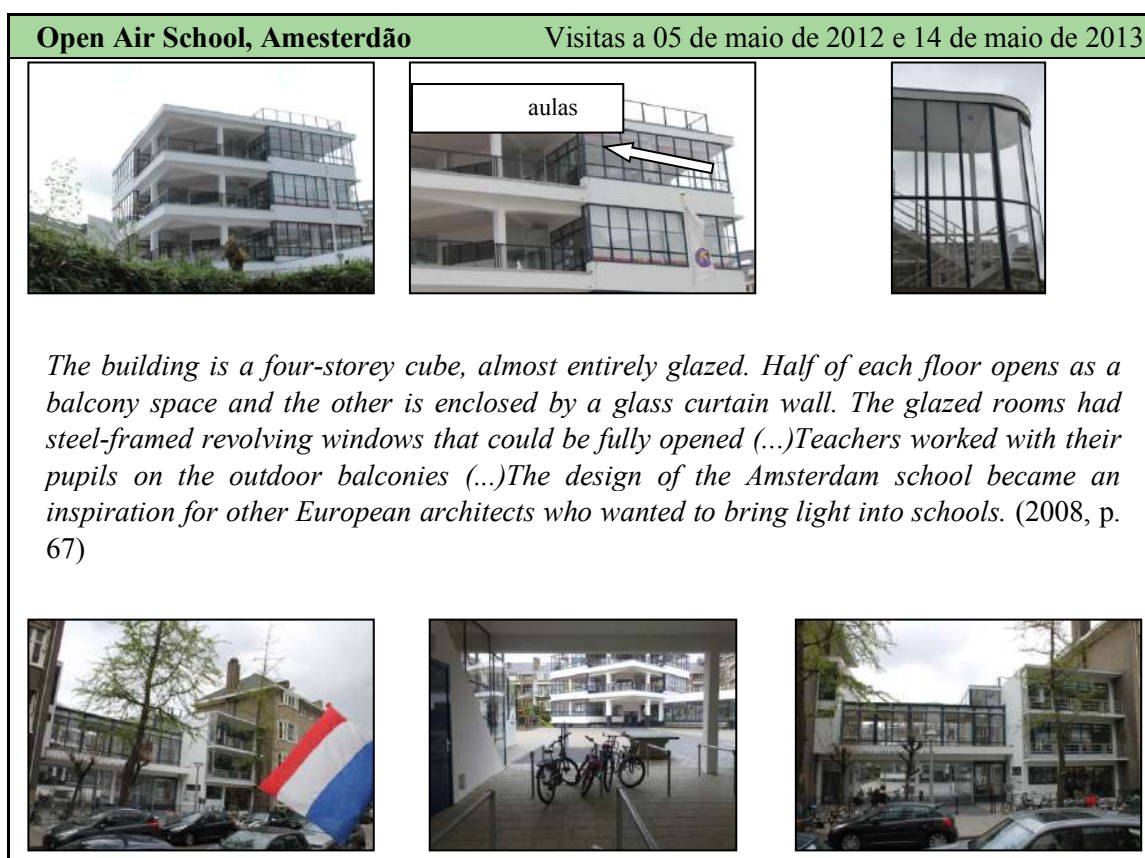 Open Air School, Amesterdão Visitas a 05 de maio de 2012 e 14 de maio de 2013
aulas
The building is a four-storey cube, almost entirely glazed. Half of each floor opens as a
balcony space and the other is enclosed by a glass curtain wall. The glazed rooms had
steel-framed revolving windows that could be fully opened (...)Teachers worked with their
pupils on the outdoor balconies (...)The design of the Amsterdam school became an
inspiration for other European architects who wanted to bring light into schools. (2008, p.
67)